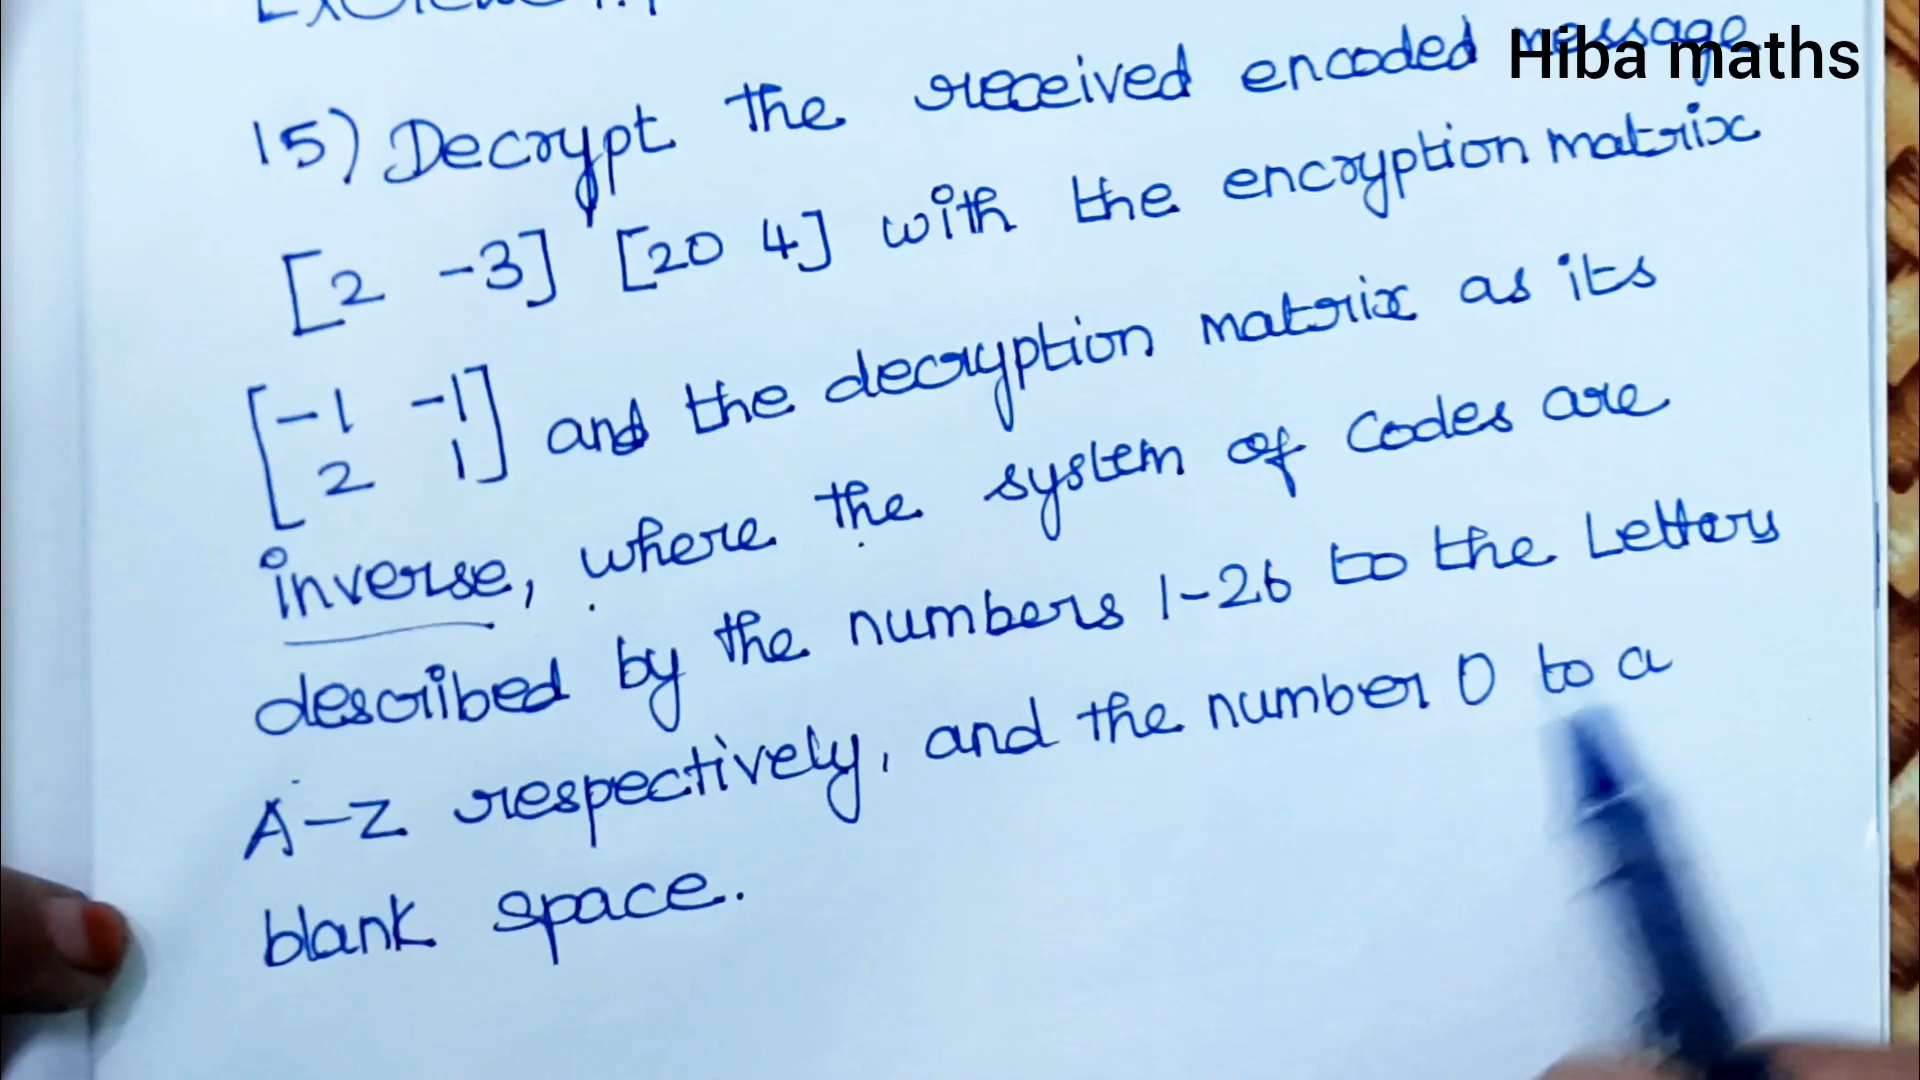 Hiba maths
15) Decrypt the received encoded message
[2 -3] [20 4] with the encryption matrix
[-1 -1
2 1] and the decryption matrix as its
inverse, where the system of codes are
described by the numbers 1-26 to the Letters
A-Z respectively, and the number 0 to a
blank space.